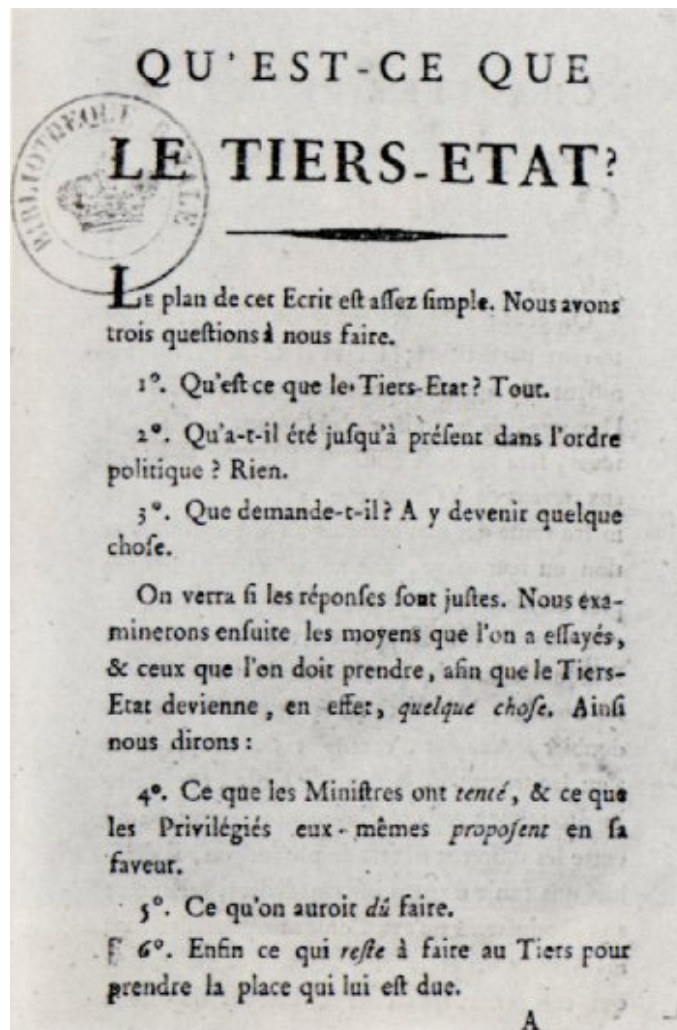 QU'EST-CE QUE
LE TIERS-ETAT?
BIBLIOTHEQUE ROYALE
LE plan de cet Ecrit eſt aſſez ſimple. Nous avons
trois queſtions à nous faire.
1°. Qu'eſt ce que le Tiers-Etat? Tout.
2°. Qu'a-t-il été juſqu'à préſent dans l'ordre
politique ? Rien.
3°. Que demande-t-il? A y devenir quelque
choſe.
On verra ſi les réponſes ſont juſtes. Nous éxa-
minerons enſuite les moyens que l'on a eſſayés,
& ceux que l'on doit prendre, afin que le Tiers-
Etat devienne, en effet, quelque choſe. Ainſi
nous dirons :
4°. Ce que les Miniſtres ont tenté, & ce que
les Privilégiés eux-mêmes propoſent en ſa
faveur.
5°. Ce qu'on auroit dû faire.
6°. Enfin ce qui reſte à faire au Tiers pour
prendre la place qui lui eſt due.
A